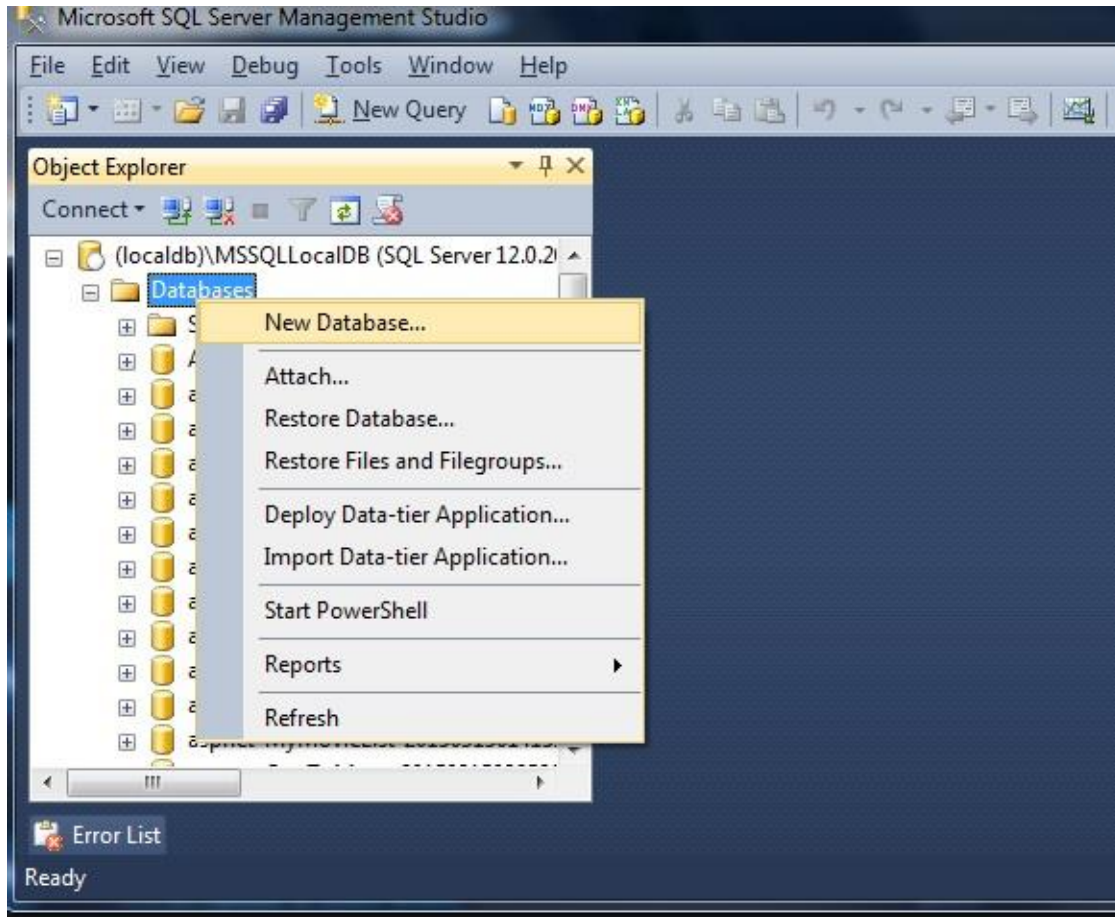 Microsoft SQL Server Management Studio
File Edit View Debug Tools Window Help
New Query
Object Explorer
Connect
(localdb)\MSSQLLocalDB (SQL Server 12.0.2
Databases
New Database...
Attach...
Restore Database...
Restore Files and Filegroups...
Deploy Data-tier Application...
Import Data-tier Application...
Start PowerShell
Reports
Refresh
Error List
Ready